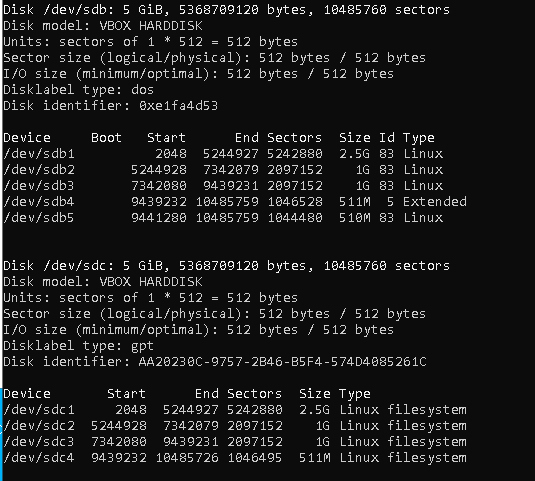 Disk /dev/sdb: 5 GiB, 5368709120 bytes, 10485760 sectors
Disk model: VBOX HARDDISK
Units: sectors of 1 * 512 = 512 bytes
Sector size (logical/physical): 512 bytes / 512 bytes
I/O size (minimum/optimal): 512 bytes / 512 bytes
Disklabel type: dos
Disk identifier: 0xe1fa4d53

Device     Boot   Start      End Sectors  Size Id Type
/dev/sdb1          2048  5244927 5242880  2.5G 83 Linux
/dev/sdb2       5244928  7342079 2097152    1G 83 Linux
/dev/sdb3       7342080  9439231 2097152    1G 83 Linux
/dev/sdb4       9439232 10485759 1046528  511M  5 Extended
/dev/sdb5       9441280 10485759 1044480  510M 83 Linux

Disk /dev/sdc: 5 GiB, 5368709120 bytes, 10485760 sectors
Disk model: VBOX HARDDISK
Units: sectors of 1 * 512 = 512 bytes
Sector size (logical/physical): 512 bytes / 512 bytes
I/O size (minimum/optimal): 512 bytes / 512 bytes
Disklabel type: gpt
Disk identifier: AA20230C-9757-2B46-B5F4-574D4085261C

Device       Start      End Sectors  Size Type
/dev/sdc1     2048  5244927 5242880  2.5G Linux filesystem
/dev/sdc2  5244928  7342079 2097152    1G Linux filesystem
/dev/sdc3  7342080  9439231 2097152    1G Linux filesystem
/dev/sdc4  9439232 10485726 1046495  511M Linux filesystem